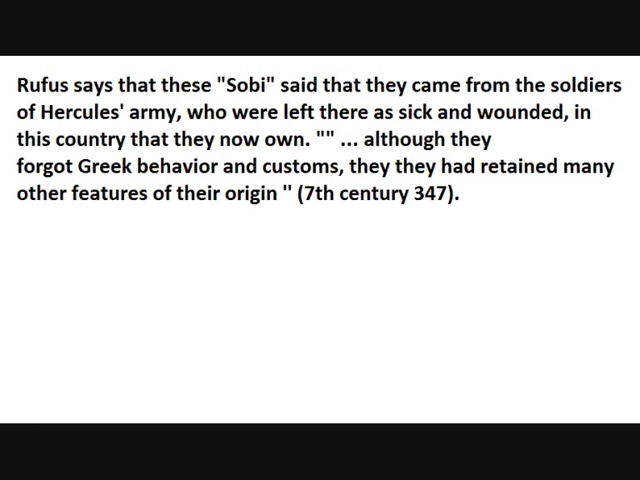 Rufus says that these "Sobi" said that they came from the soldiers
of Hercules' army, who were left there as sick and wounded, in
this country that they now own. "" ... although they
forgot Greek behavior and customs, they they had retained many
other features of their origin " (7th century 347).